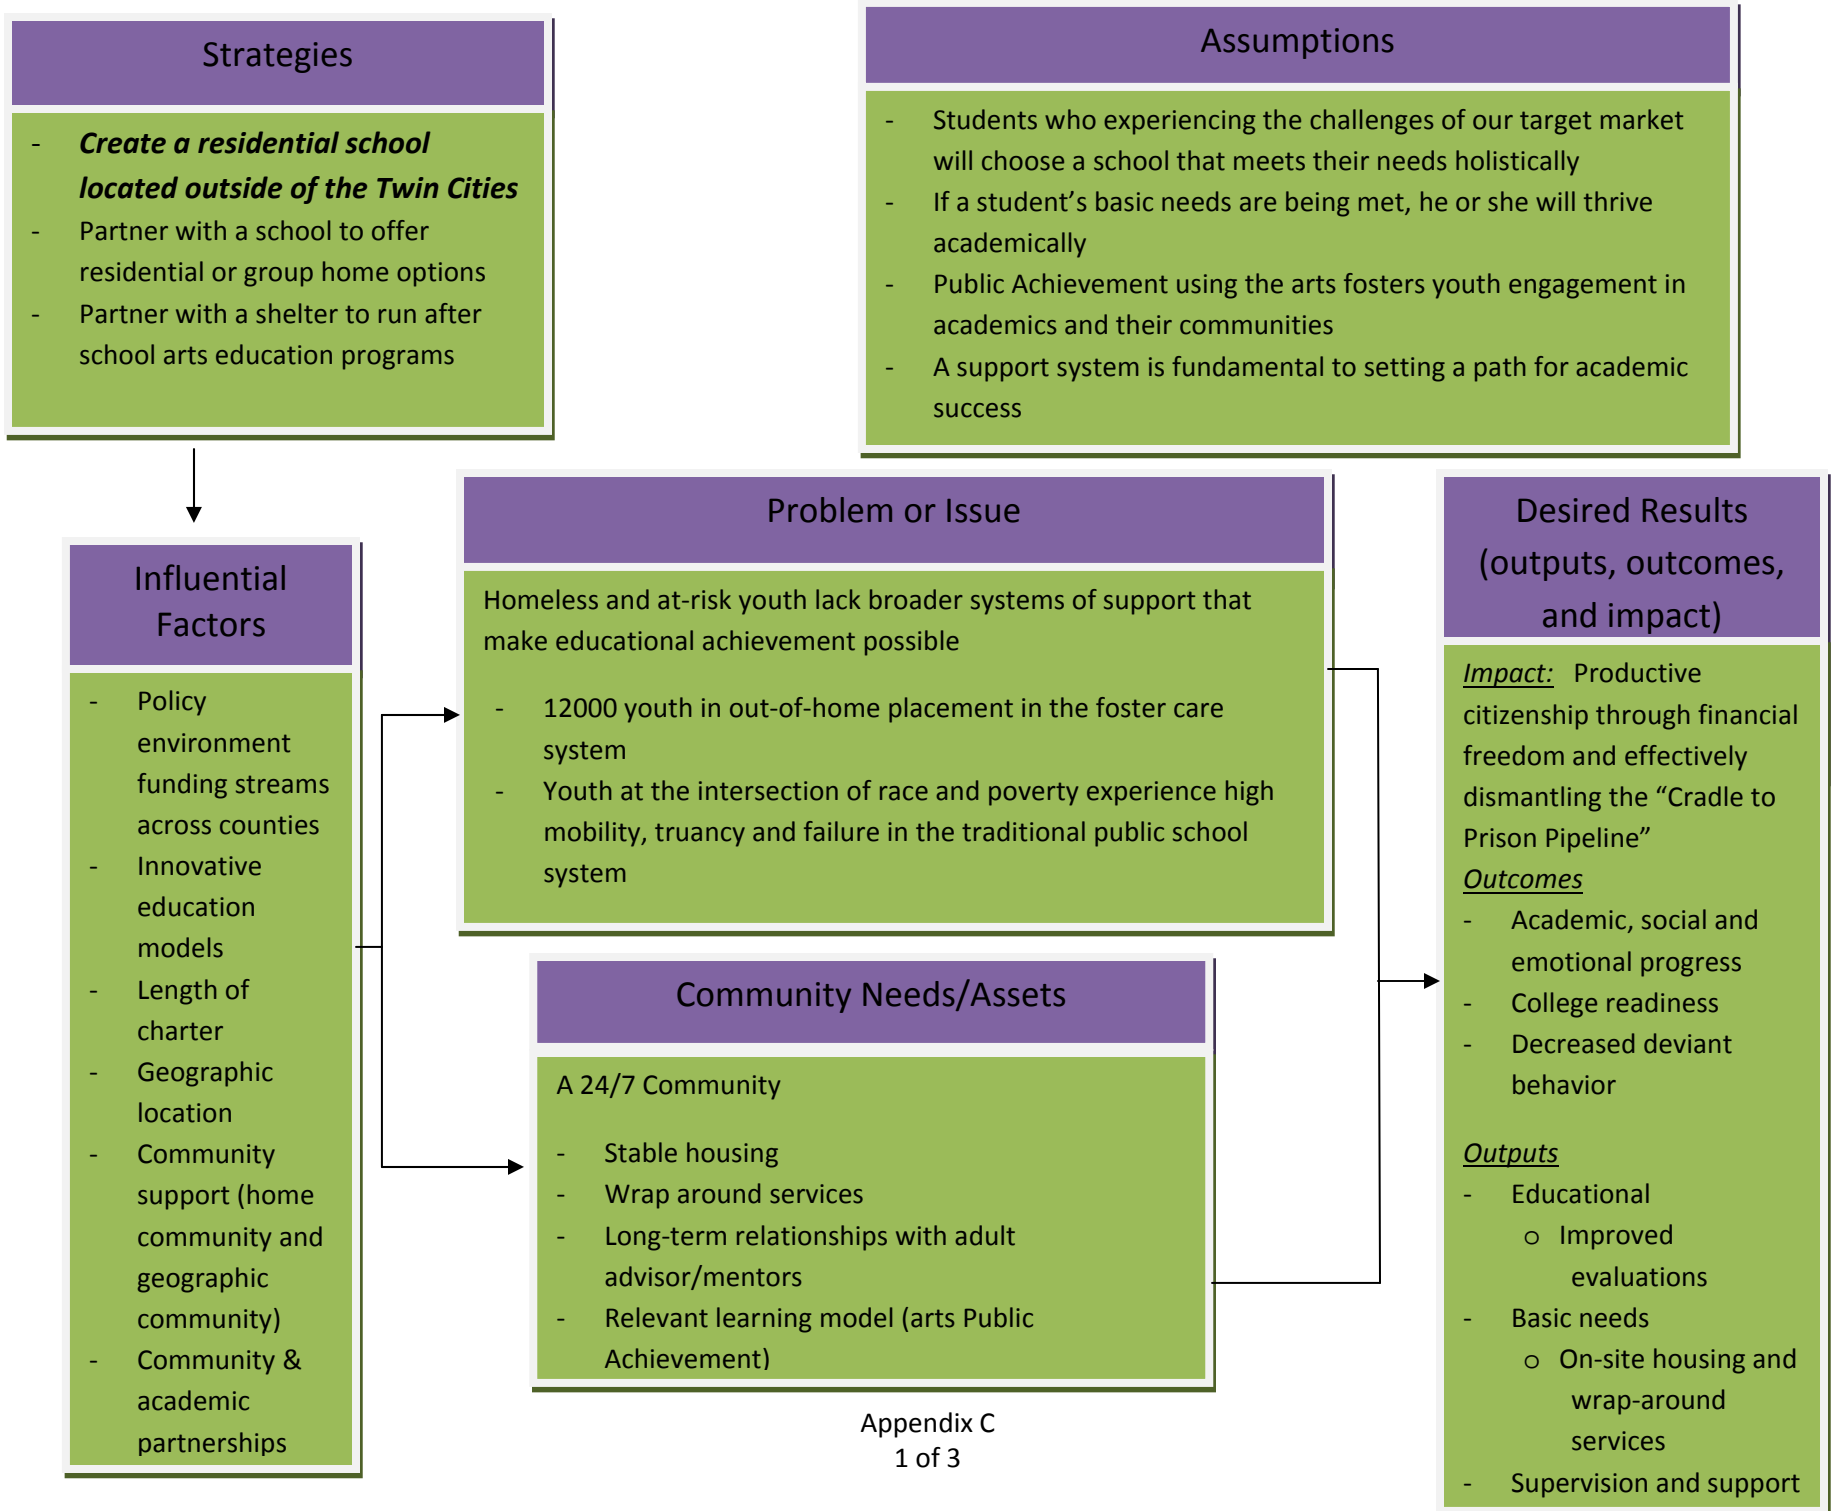 Strategies
- Create a residential school
located outside of the Twin Cities
- Partner with a school to offer
residential or group home options
- Partner with a shelter to run after
school arts education programs
Assumptions
- Students who experiencing the challenges of our target market
will choose a school that meets their needs holistically
- If a student’s basic needs are being met, he or she will thrive
academically
- Public Achievement using the arts fosters youth engagement in
academics and their communities
- A support system is fundamental to setting a path for academic
success
Influential
Factors
- Policy
environment
funding streams
across counties
- Innovative
education
models
- Length of
charter
- Geographic
location
- Community
support (home
community and
geographic
community)
- Community &
academic
partnerships
Problem or Issue
Homeless and at-risk youth lack broader systems of support that
make educational achievement possible
- 12000 youth in out-of-home placement in the foster care
system
- Youth at the intersection of race and poverty experience high
mobility, truancy and failure in the traditional public school
system
Community Needs/Assets
A 24/7 Community
- Stable housing
- Wrap around services
- Long-term relationships with adult
advisor/mentors
- Relevant learning model (arts Public
Achievement)
Desired Results
(outputs, outcomes,
and impact)
Impact: Productive
citizenship through financial
freedom and effectively
dismantling the “Cradle to
Prison Pipeline”
Outcomes
- Academic, social and
emotional progress
- College readiness
- Decreased deviant
behavior
Outputs
- Educational
o Improved
evaluations
- Basic needs
o On-site housing and
wrap-around
services
- Supervision and support
Appendix C
1 of 3